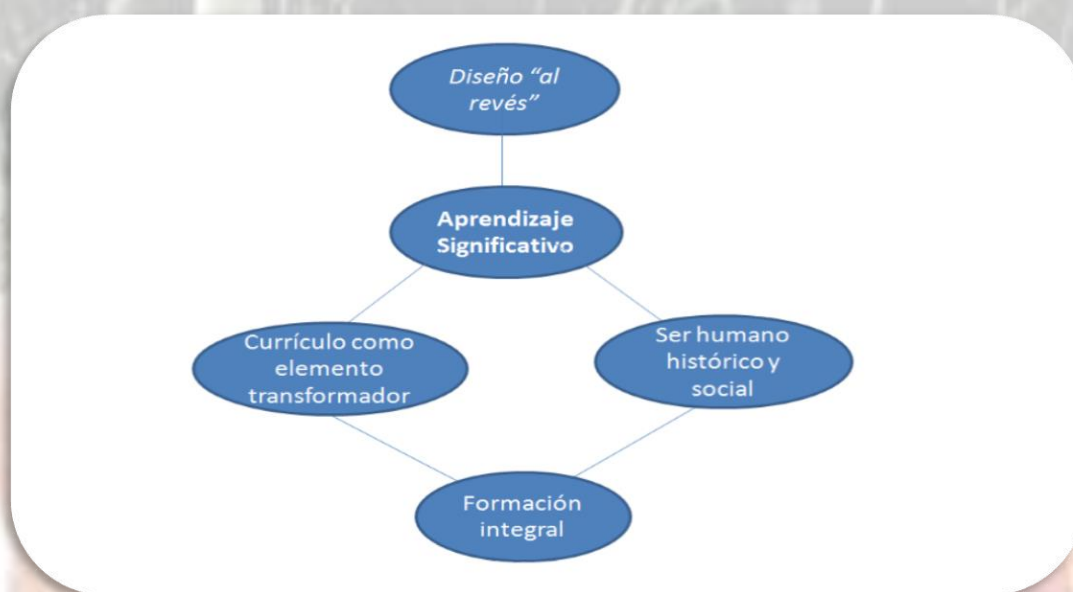 Diseño “al
revés”
Aprendizaje
Significativo
Currículo como
elemento
transformador
Ser humano
histórico y
social
Formación
integral